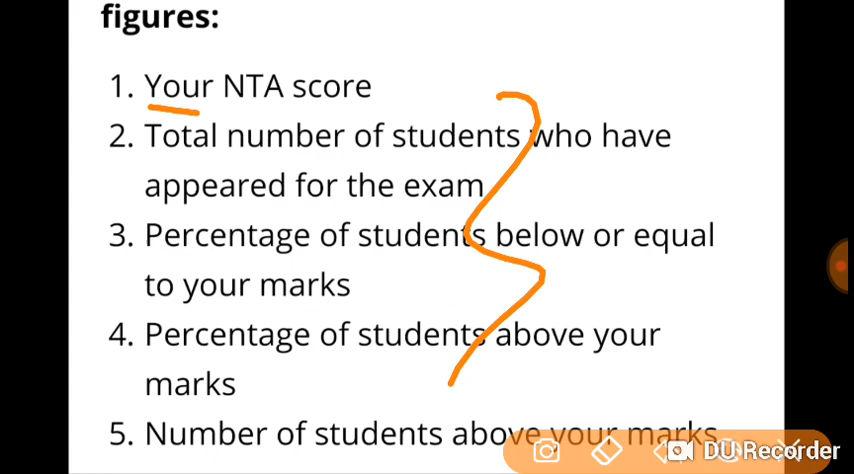 figures:
1. Your NTA score
2. Total number of students who have
appeared for the exam
3. Percentage of students below or equal
to your marks
4. Percentage of students above your
marks
5. Number of students above your marks
DU Recorder